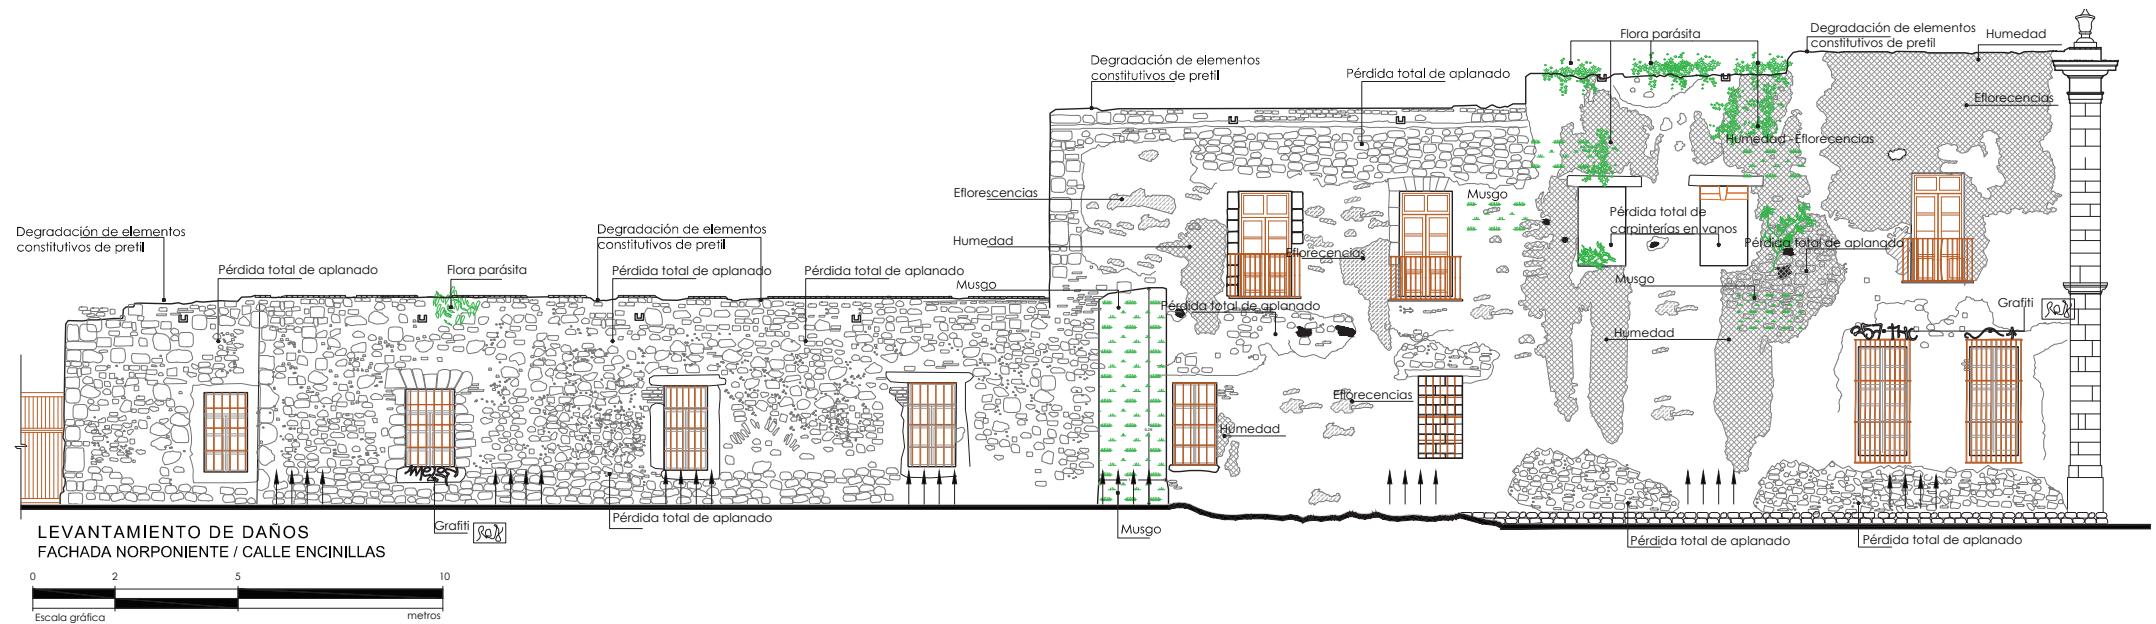 Degradación de elementos
constitutivos de pretil
Pérdida total de aplanado
Flora parásita
Degradación de elementos
constitutivos de pretil
Pérdida total de aplanado
Pérdida total de aplanado
Musgo
Degradación de elementos
constitutivos de pretil
Pérdida total de aplanado
Eflorescencias
Humedad
Eflorecencias
Musgo
Pérdida total de aplanado
Eflorecencias
Humedad
Flora parásita
Degradación de elementos
constitutivos de pretil
Humedad
Eflorecencias
Humedad - Eflorecencias
Pérdida total de
carpinterías en vanos
Pérdida total de aplanado
Musgo
Humedad
Grafiti
Grafiti
Pérdida total de aplanado
Musgo
Pérdida total de aplanado
Pérdida total de aplanado
LEVANTAMIENTO DE DAÑOS
FACHADA NORPONIENTE / CALLE ENCINILLAS
0 2 5 10
Escala gráfica metros